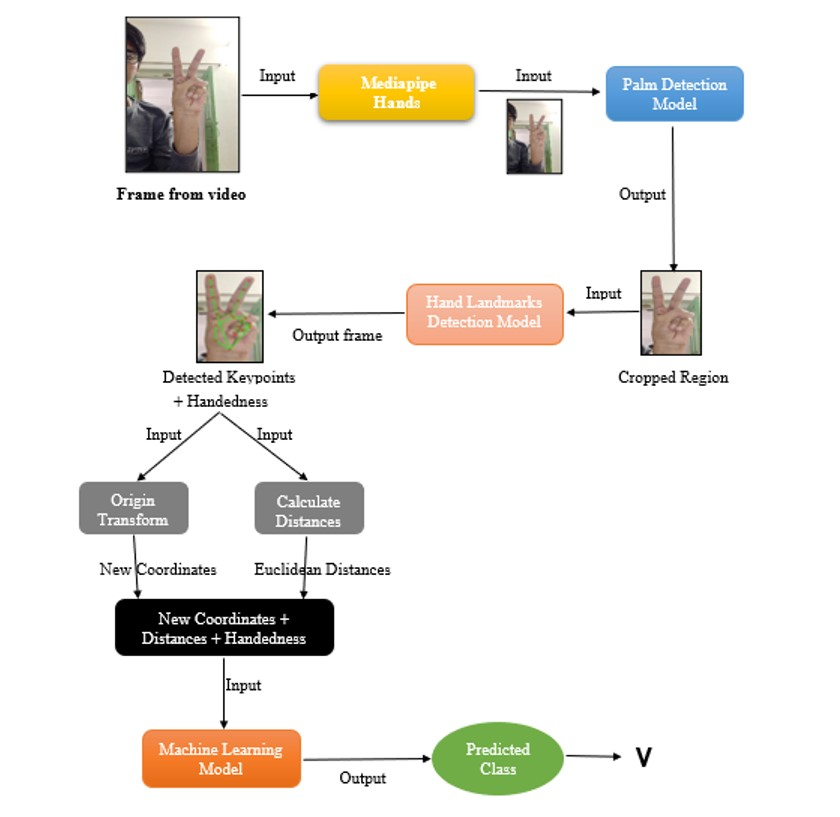 Input
Mediapipe
Hands
Input
Palm Detection
Model
Frame from video
Output
Input
Hand Landmarks
Detection Model
Output frame
Cropped Region
Detected Keypoints
+ Handedness
Input
Input
Origin
Transform
Calculate
Distances
New Coordinates
Euclidean Distances
New Coordinates +
Distances + Handedness
Input
Machine Learning
Model
Output
Predicted
Class
V